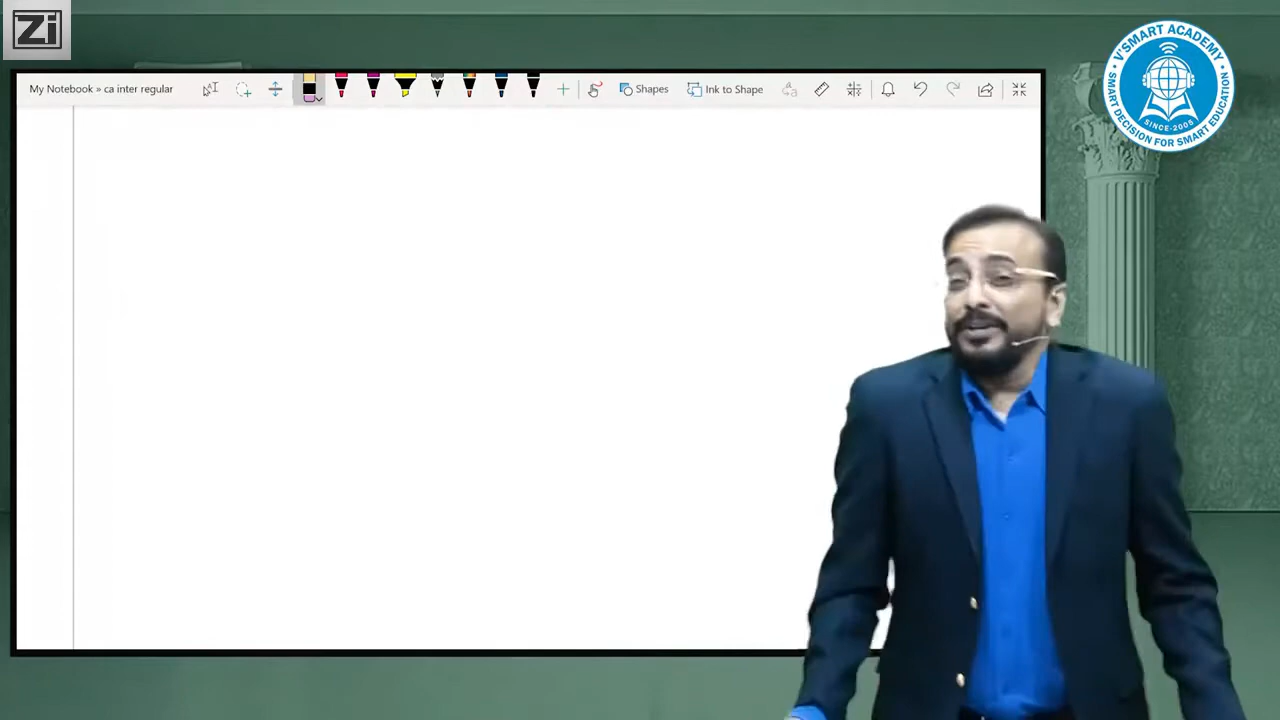 Zi
V'SMART ACADEMY
SINCE-2005
SMART DECISION FOR SMART EDUCATION
My Notebook » ca inter regular
Shapes
Ink to Shape